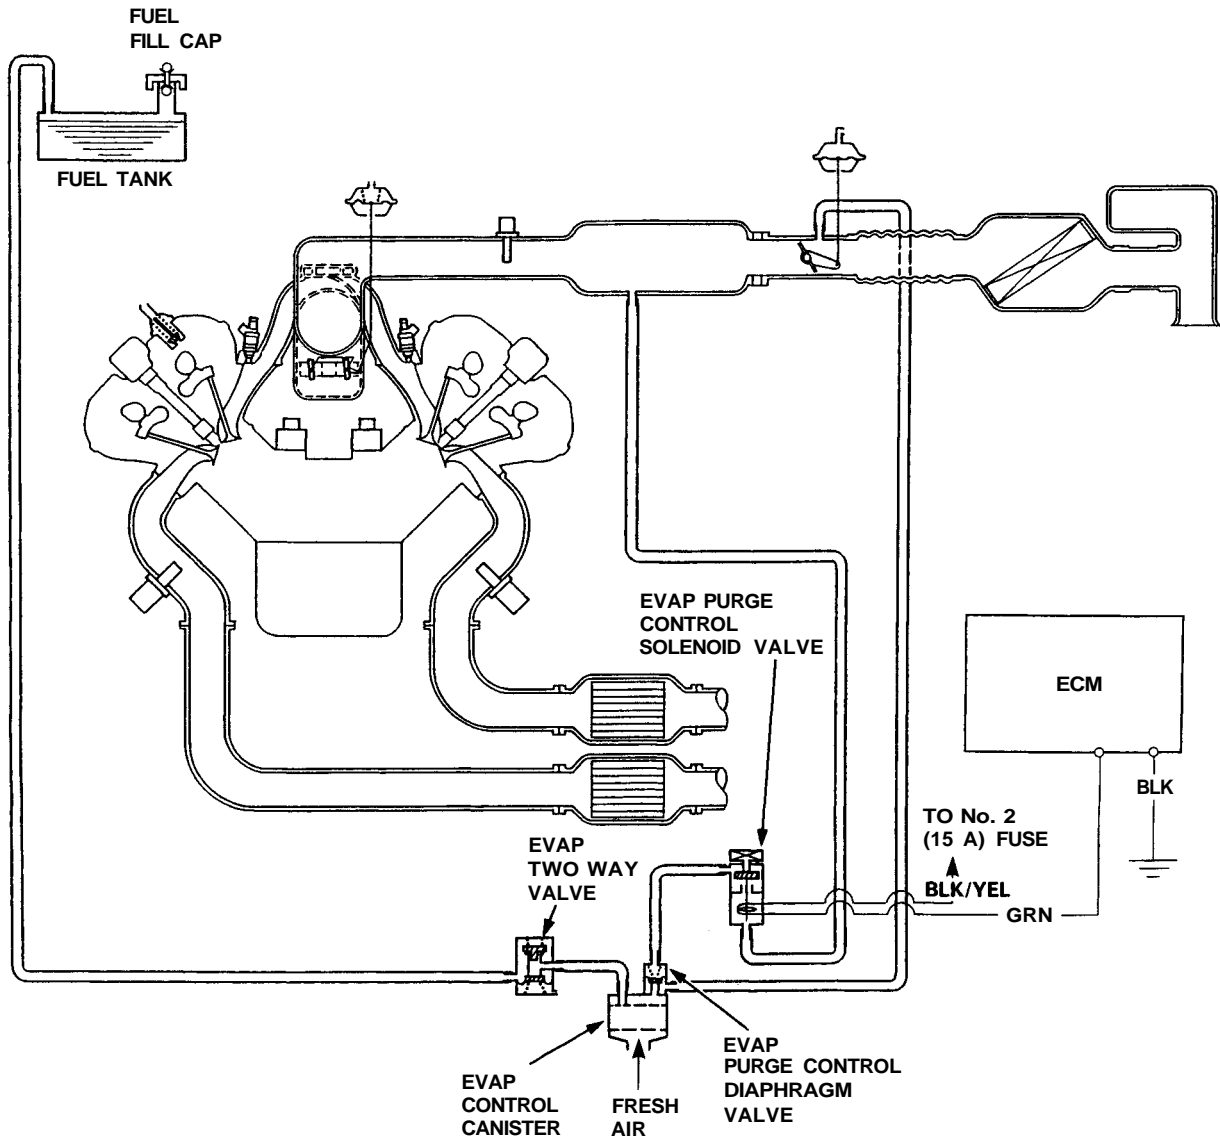 FUEL
FILL CAP
FUEL TANK
EVAP PURGE
CONTROL
SOLENOID VALVE
ECM
BLK
TO No. 2
(15 A) FUSE
BLK/YEL
GRN
EVAP
TWO WAY
VALVE
EVAP
PURGE CONTROL
DIAPHRAGM
VALVE
EVAP
CONTROL
CANISTER
FRESH
AIR